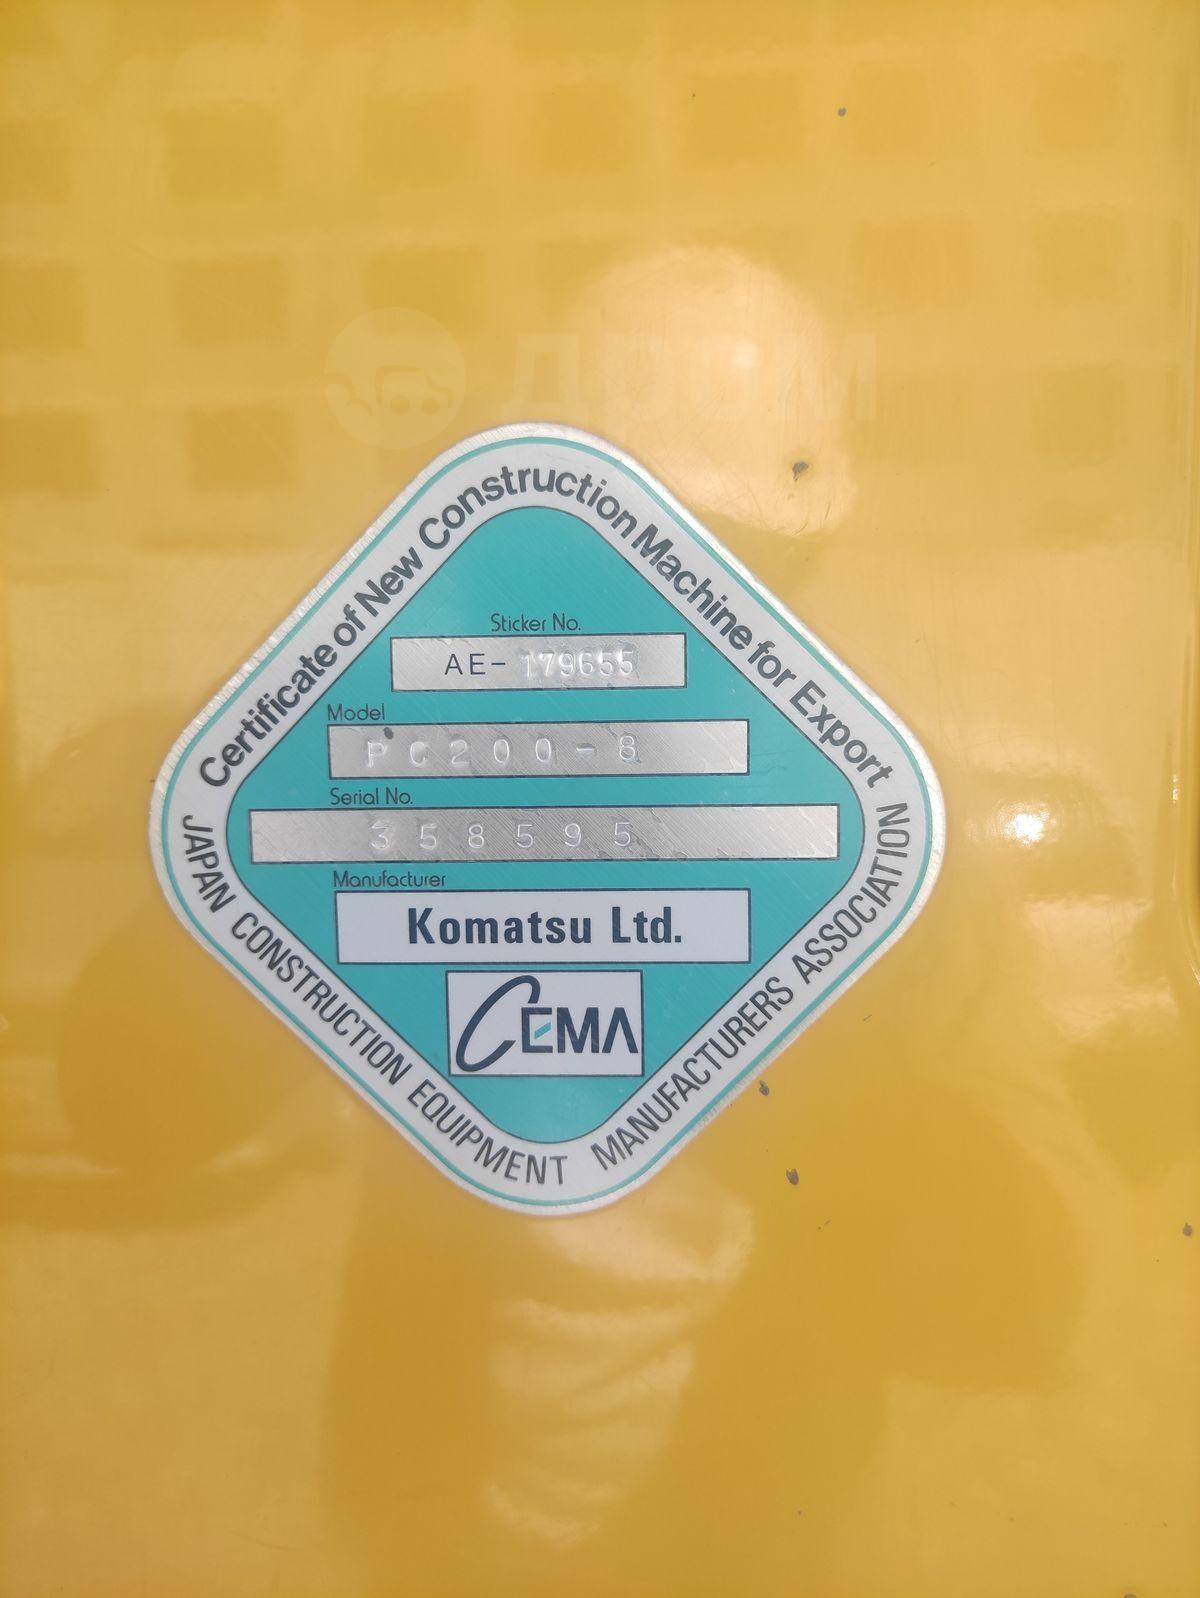 ДРОМ
Certificate of New Construction Machine for Export
Sticker No.
AE-179655
Model
PC200-8
Serial No.
358595
Manufacturer
Komatsu Ltd.
CEMA
JAPAN CONSTRUCTION EQUIPMENT MANUFACTURERS ASSOCIATION